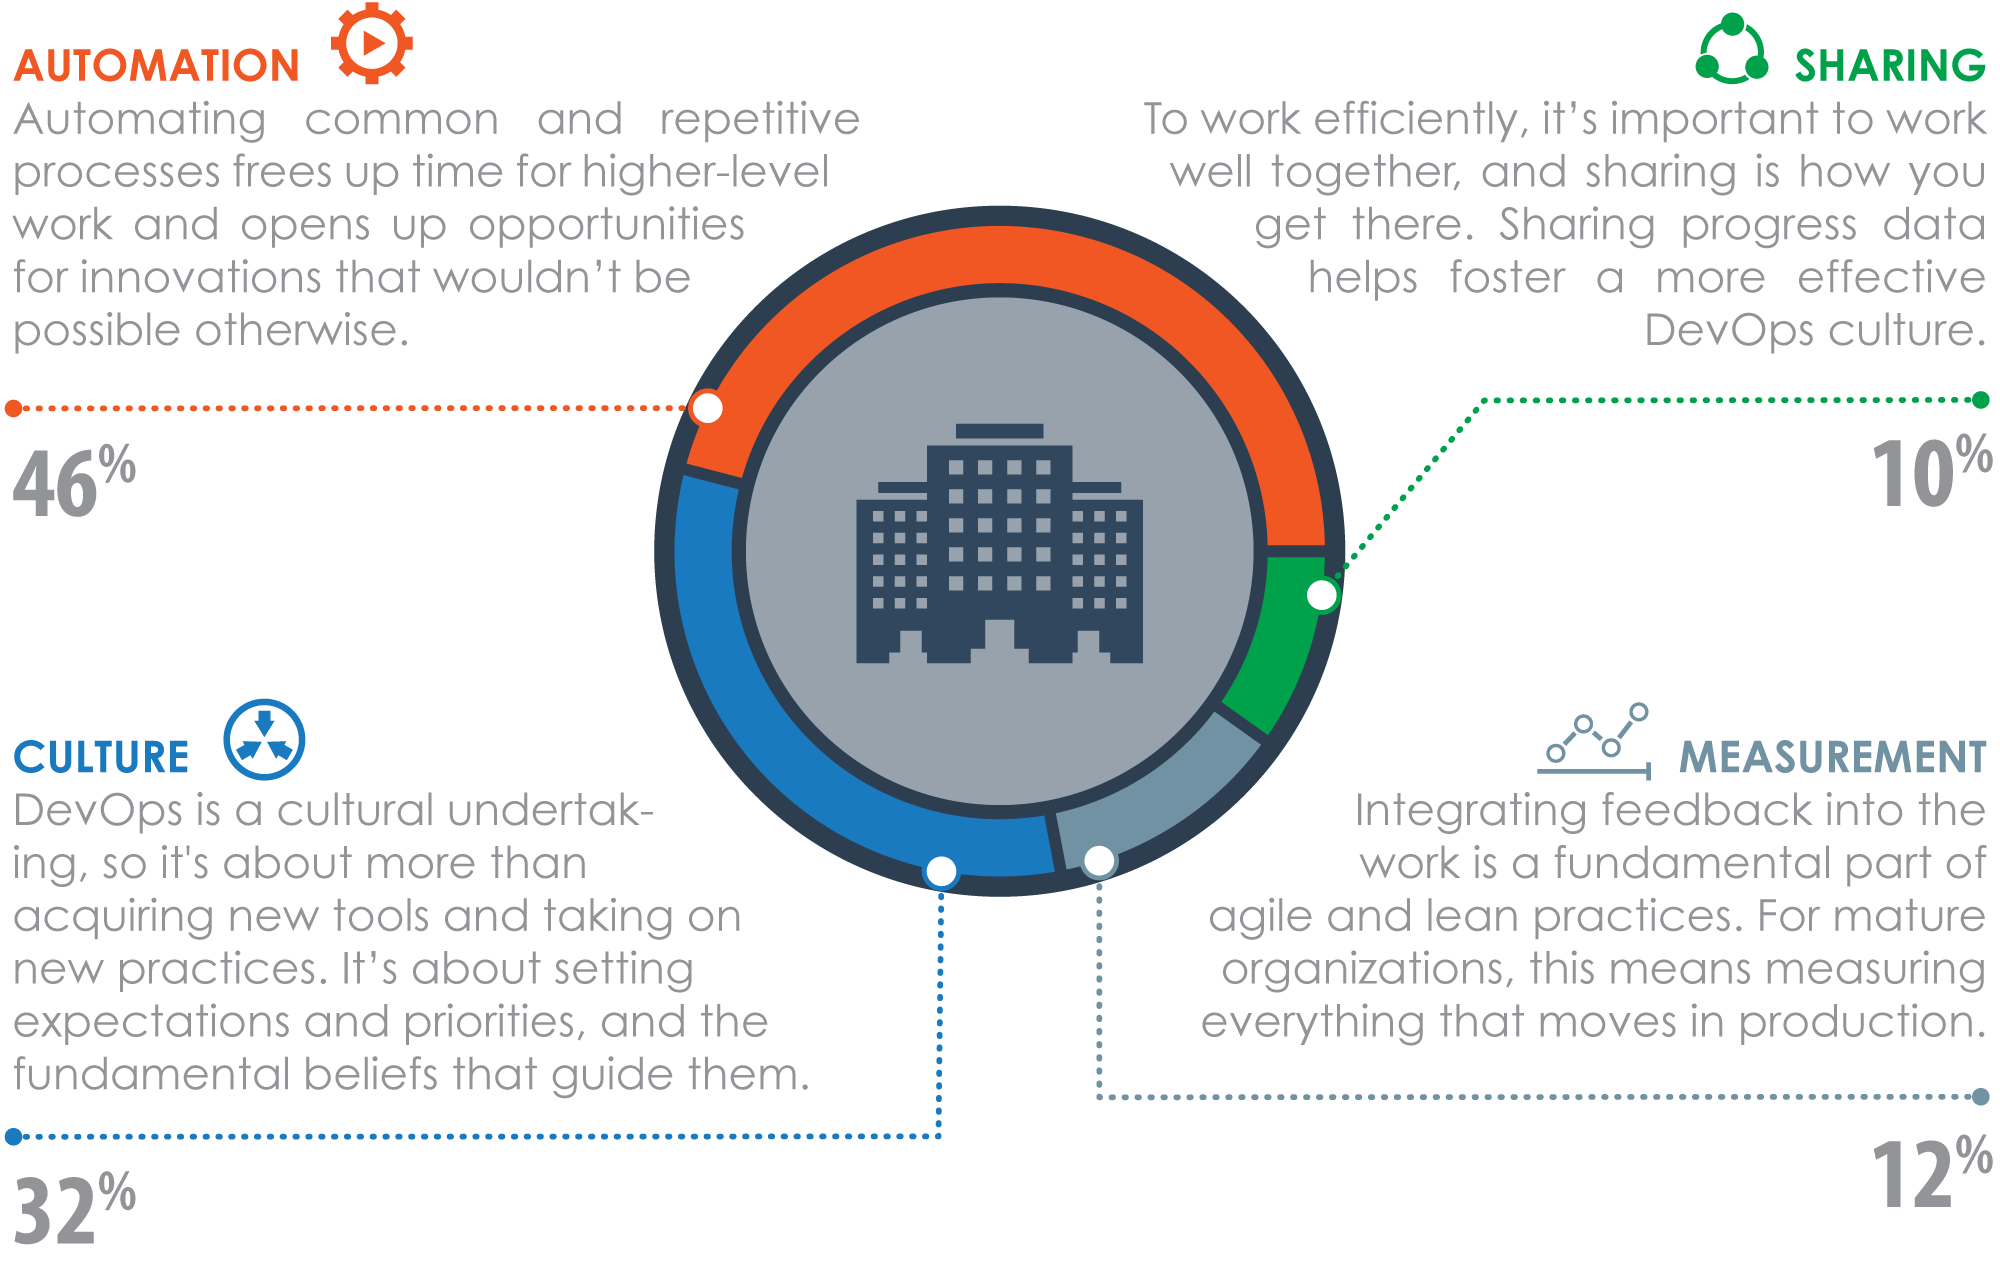 AUTOMATION
Automating common and repetitive
processes frees up time for higher-level
work and opens up opportunities
for innovations that wouldn’t be
possible otherwise.
46%
SHARING
To work efficiently, it’s important to work
well together, and sharing is how you
get there. Sharing progress data
helps foster a more effective
DevOps culture.
10%
CULTURE
DevOps is a cultural undertak-
ing, so it's about more than
acquiring new tools and taking on
new practices. It’s about setting
expectations and priorities, and the
fundamental beliefs that guide them.
32%
MEASUREMENT
Integrating feedback into the
work is a fundamental part of
agile and lean practices. For mature
organizations, this means measuring
everything that moves in production.
12%